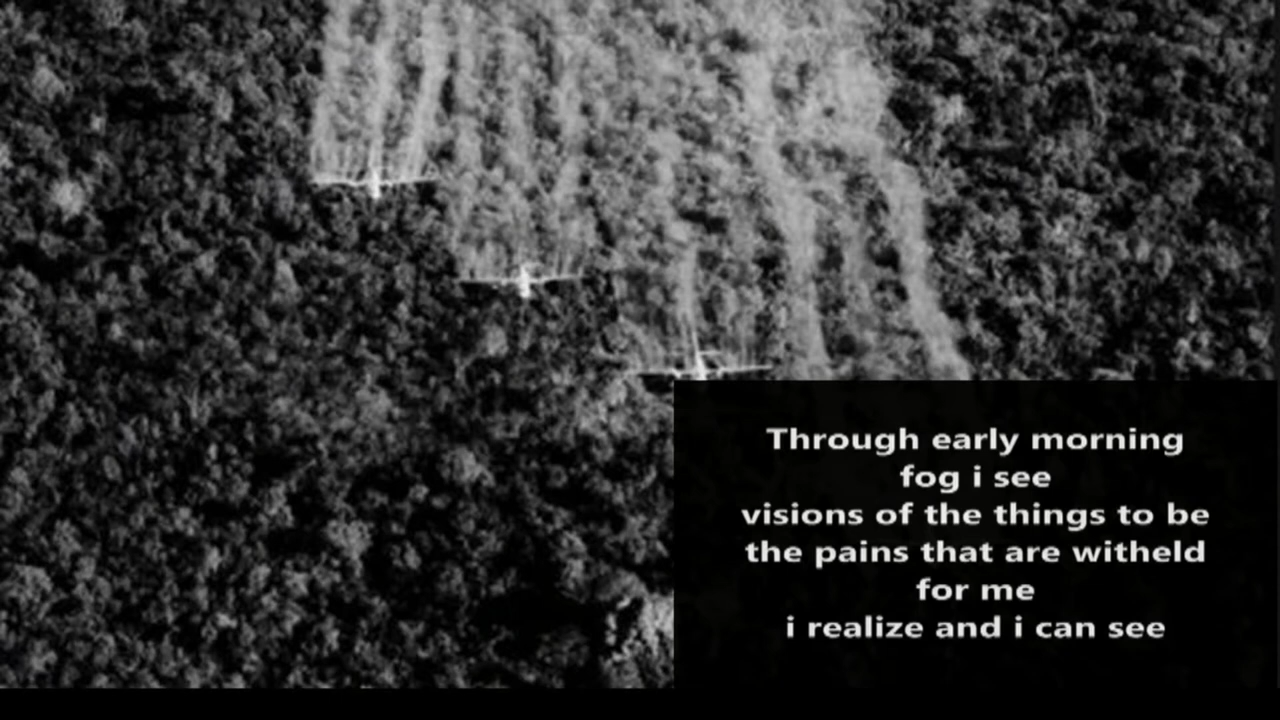 Through early morning
fog i see
visions of the things to be
the pains that are witheld
for me
i realize and i can see